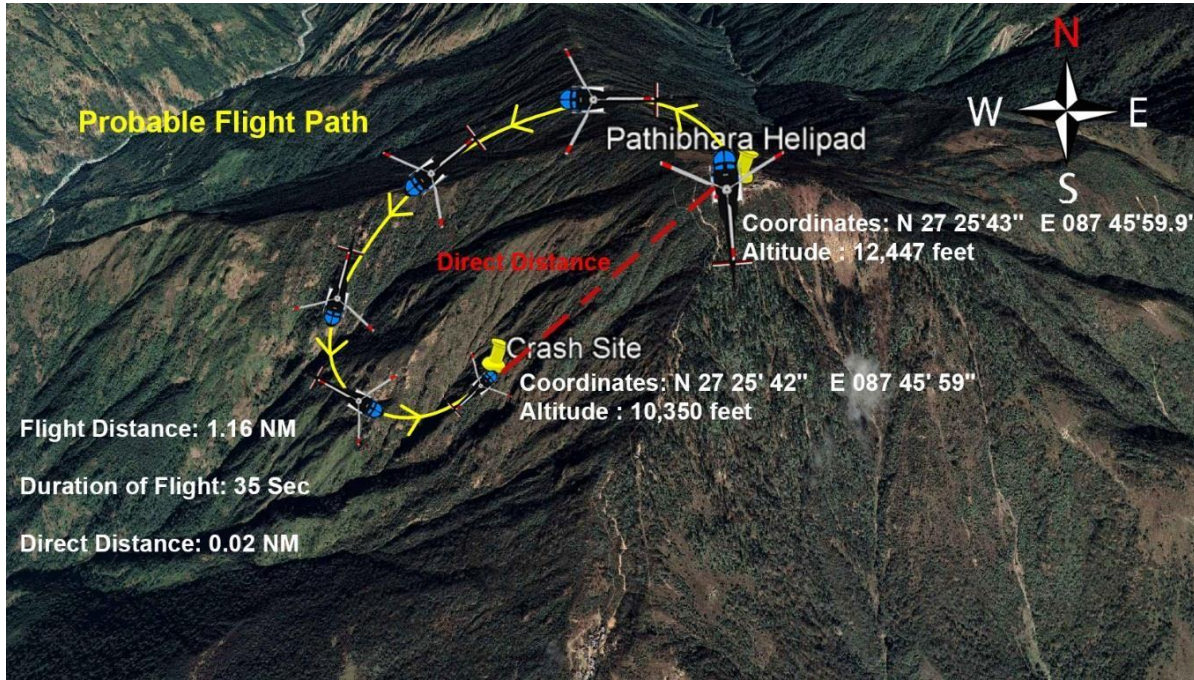 N
W E
S
Probable Flight Path
Pathibhara Helipad
Coordinates: N 27 25'43" E 087 45'59.9'
Altitude : 12,447 feet
Direct Distance
Crash Site
Coordinates: N 27 25' 42" E 087 45' 59"
Altitude : 10,350 feet
Flight Distance: 1.16 NM
Duration of Flight: 35 Sec
Direct Distance: 0.02 NM